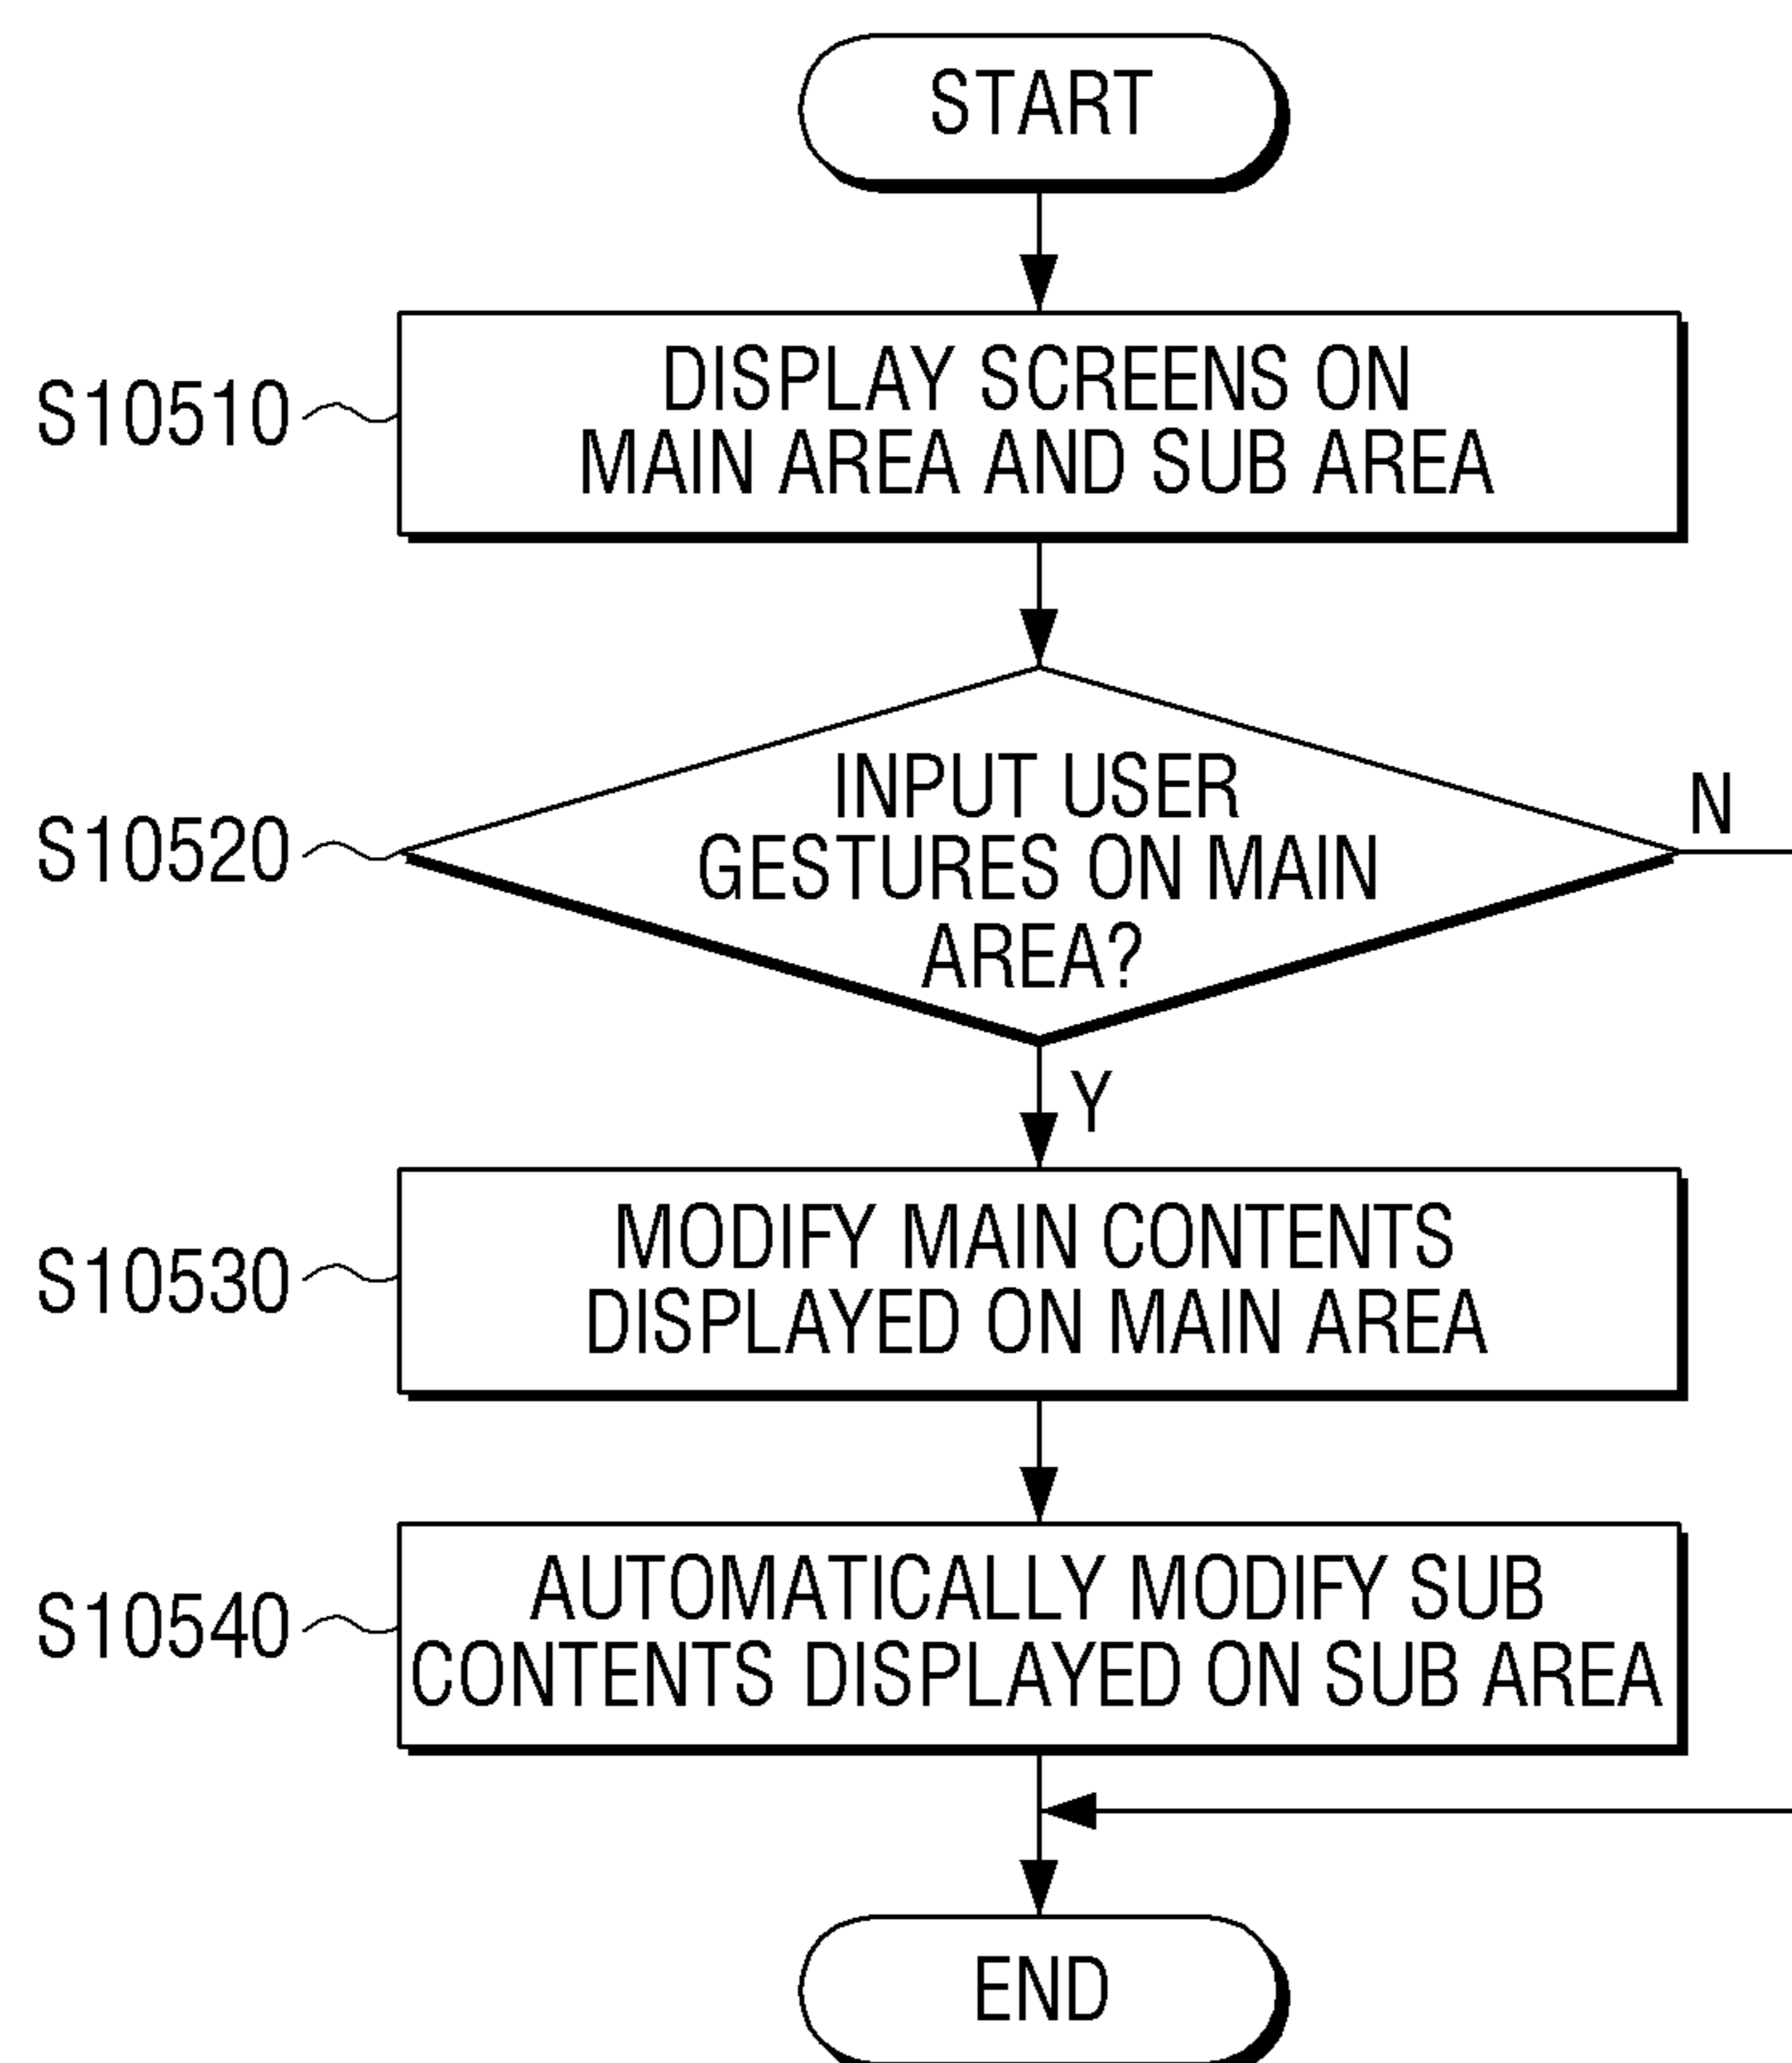 START
S10510
DISPLAY SCREENS ON
MAIN AREA AND SUB AREA
S10520
INPUT USER
GESTURES ON MAIN
AREA?
N
Y
S10530
MODIFY MAIN CONTENTS
DISPLAYED ON MAIN AREA
S10540
AUTOMATICALLY MODIFY SUB
CONTENTS DISPLAYED ON SUB AREA
END